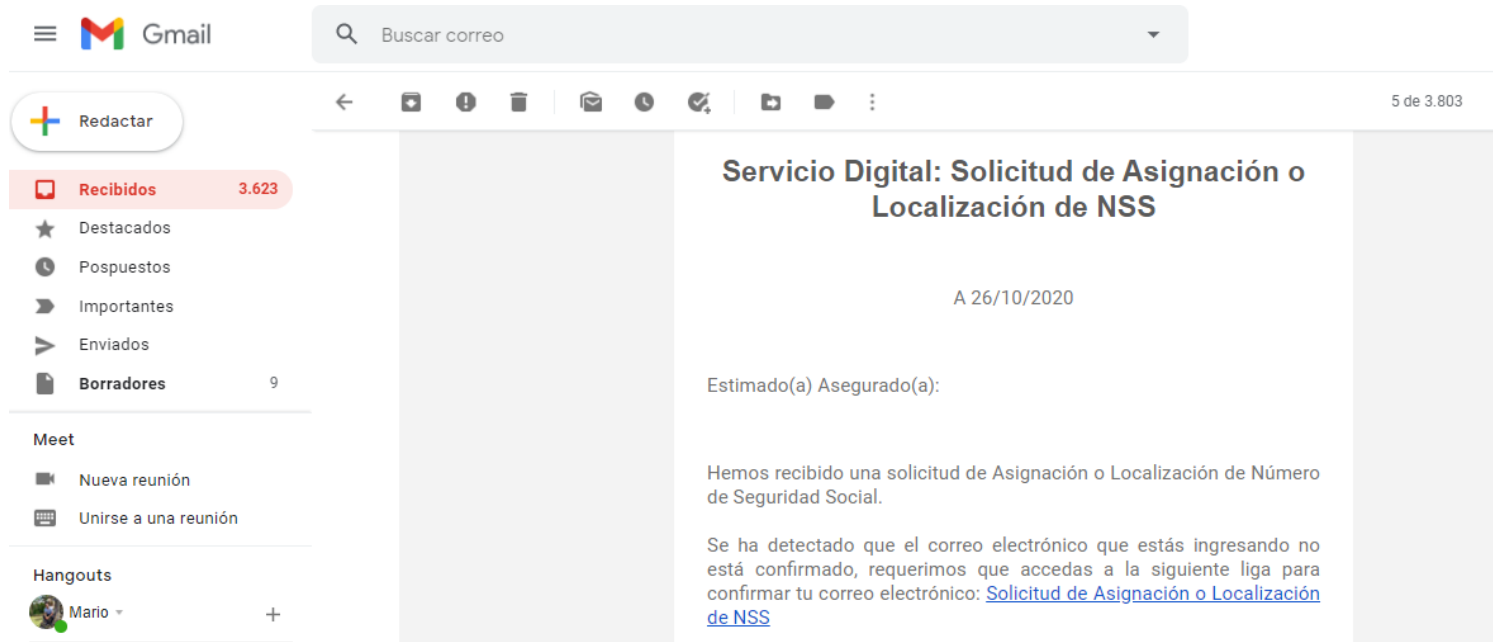 Gmail
Buscar correo
Redactar
5 de 3.803
Recibidos 3.623
Destacados
Pospuestos
Importantes
Enviados
Borradores 9
Meet
Nueva reunión
Unirse a una reunión
Hangouts
Mario
Servicio Digital: Solicitud de Asignación o
Localización de NSS
A 26/10/2020
Estimado(a) Asegurado(a):
Hemos recibido una solicitud de Asignación o Localización de Número
de Seguridad Social.
Se ha detectado que el correo electrónico que estás ingresando no
está confirmado, requerimos que accedas a la siguiente liga para
confirmar tu correo electrónico: Solicitud de Asignación o Localización
de NSS